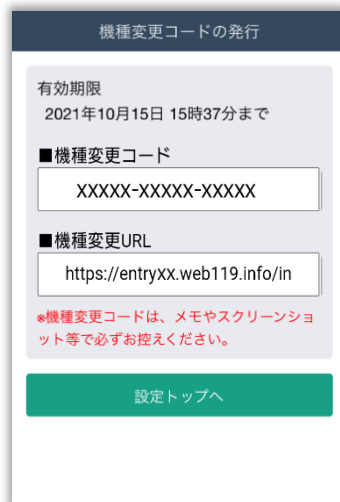 機種変更コードの発行
有効期限
2021年10月15日 15時37分まで
■機種変更コード
XXXXX-XXXXX-XXXXX
■機種変更URL
https://entryXX.web119.info/in
※機種変更コードは、メモやスクリーンショ
ット等で必ずお控えください。
設定トップへ